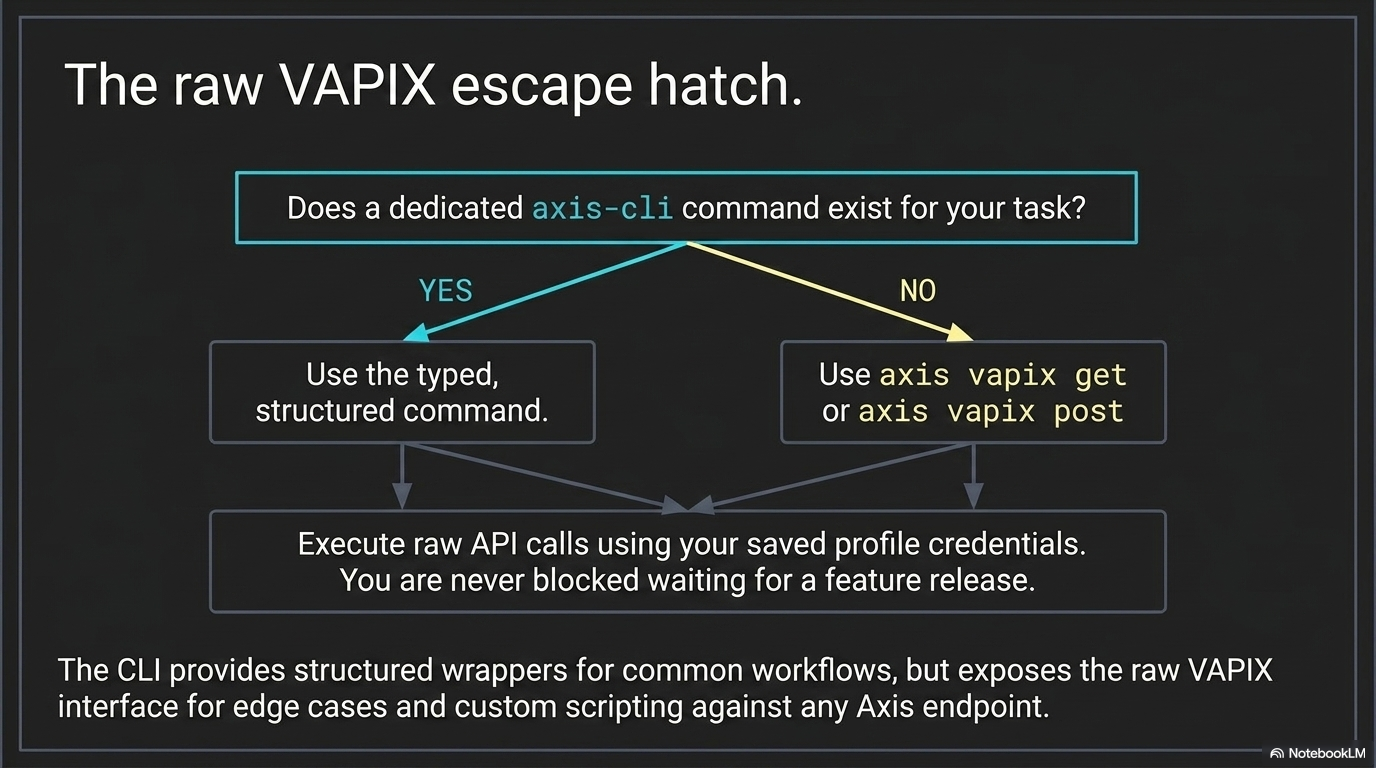 The raw VAPIX escape hatch.
Does a dedicated axis-cli command exist for your task?
YES
NO
Use the typed,
structured command.
Use axis vapix get
or axis vapix post
Execute raw API calls using your saved profile credentials.
You are never blocked waiting for a feature release.
The CLI provides structured wrappers for common workflows, but exposes the raw VAPIX
interface for edge cases and custom scripting against any Axis endpoint.
NotebookLM